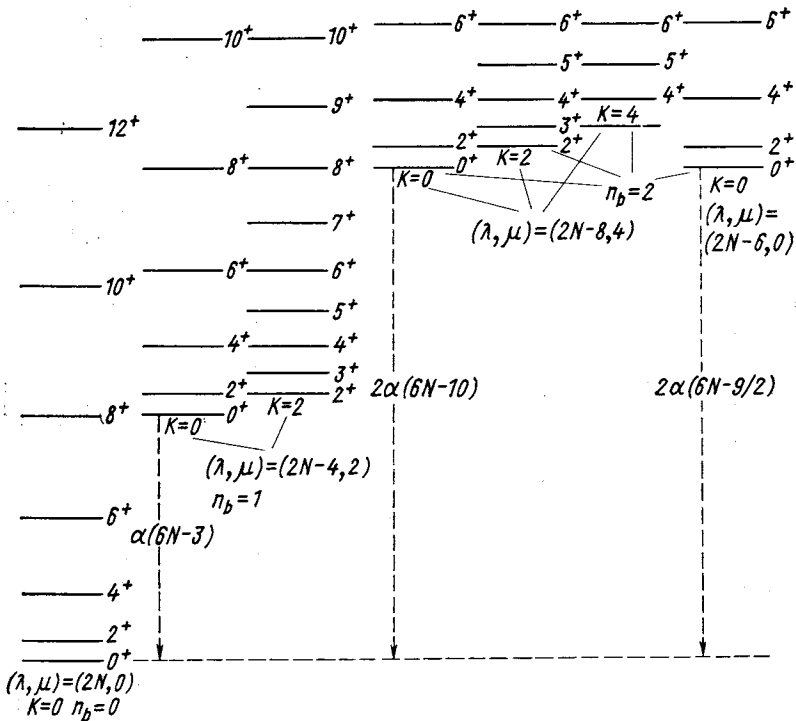 10⁺ 10⁺ 6⁺ 6⁺ 6⁺ 6⁺
5⁺ 5⁺
9⁺ 4⁺ 4⁺ 4⁺ 4⁺
12⁺ 3⁺ K=4
2⁺ 2⁺ 2⁺
8⁺ 8⁺ 0⁺ K=2 0⁺
K=0 n_b=2 K=0
7⁺ (λ,μ)=(2N-8,4) (λ,μ)=
(2N-6,0)
10⁺ 6⁺ 6⁺
5⁺
4⁺ 4⁺
3⁺
2⁺ 2⁺ 2α(6N-10) 2α(6N-9/2)
8⁺ 0⁺ K=2
K=0
(λ,μ)=(2N-4,2)
n_b=1
6⁺
α(6N-3)
4⁺
2⁺
0⁺
(λ,μ)=(2N,0)
K=0 n_b=0